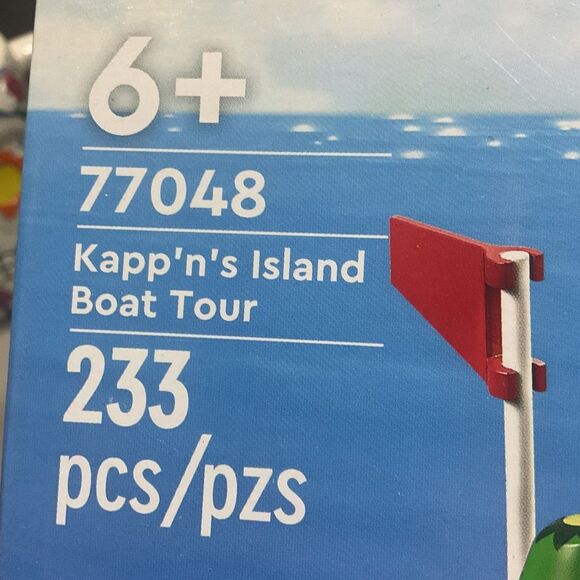 6+
77048
Kapp'n's Island
Boat Tour
233
pcs/pzs